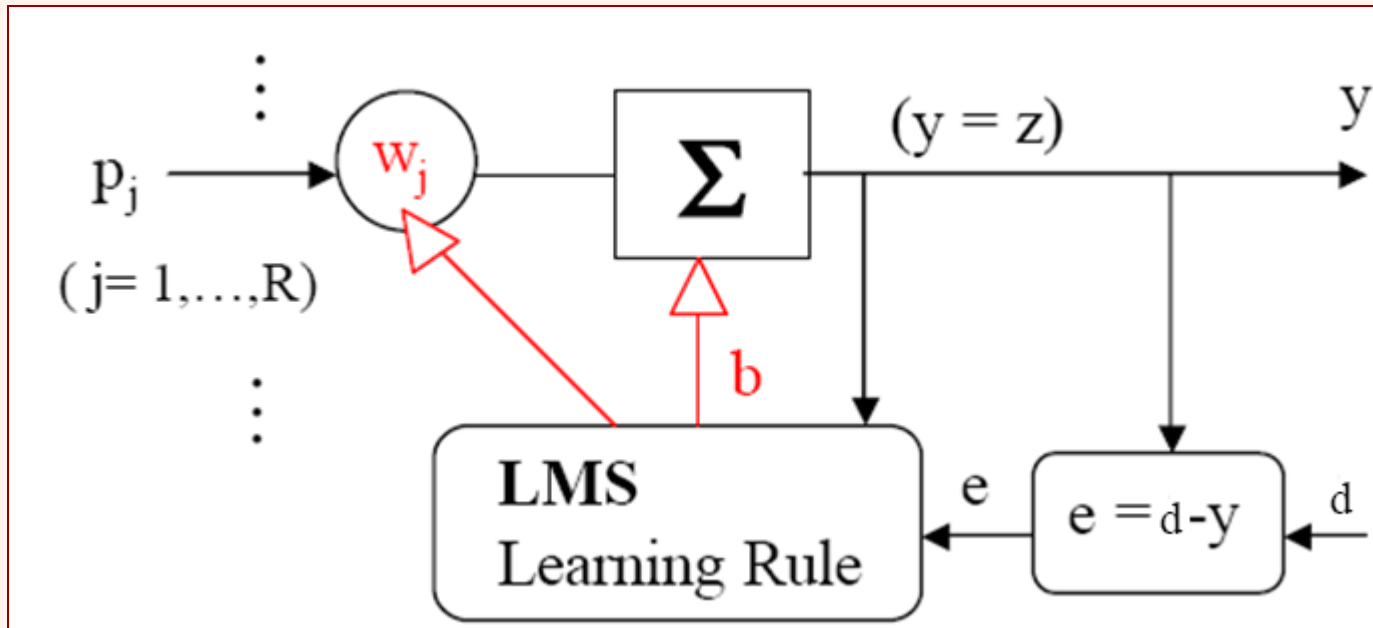 p_j
( j= 1,…,R)
w_j
Σ
(y = z)
y
b
LMS
Learning Rule
e
e = d-y
d